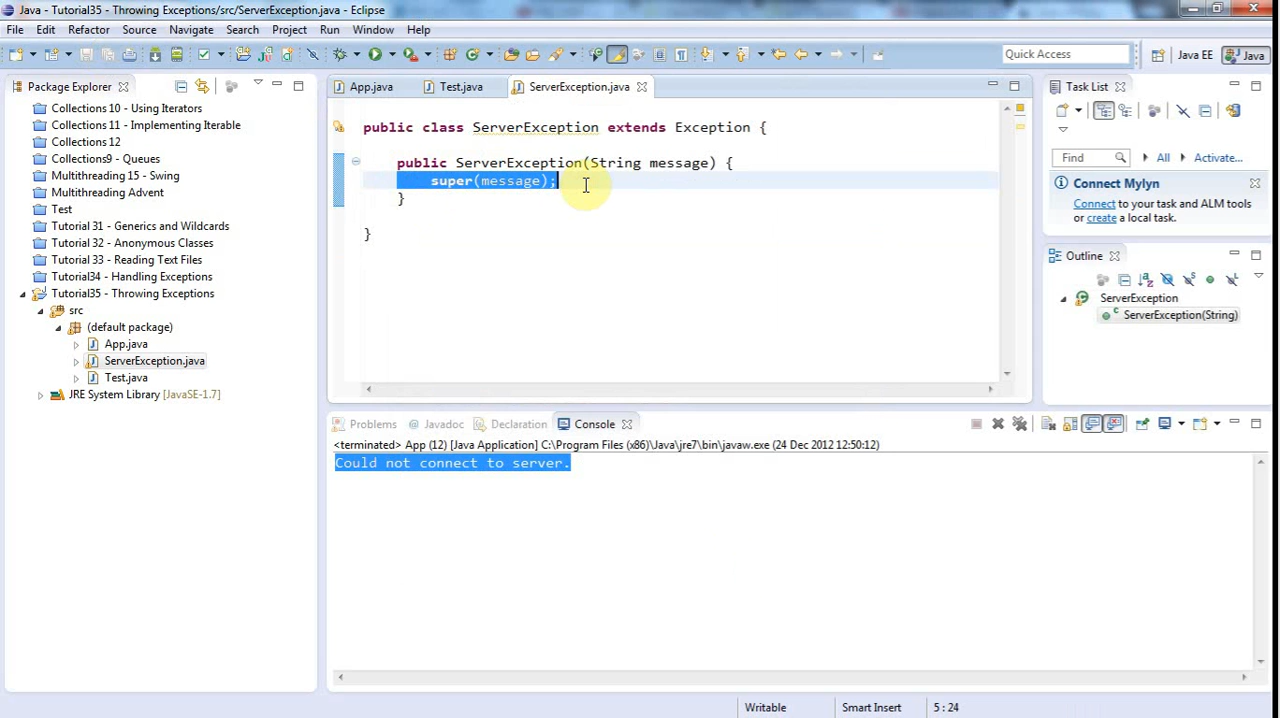 Java - Tutorial35 - Throwing Exceptions/src/ServerException.java - Eclipse
File Edit Refactor Source Navigate Search Project Run Window Help
Quick Access
Java EE
Java
Package Explorer
Collections 10 - Using Iterators
Collections 11 - Implementing Iterable
Collections 12
Collections9 - Queues
Multithreading 15 - Swing
Multithreading Advent
Test
Tutorial 31 - Generics and Wildcards
Tutorial 32 - Anonymous Classes
Tutorial 33 - Reading Text Files
Tutorial34 - Handling Exceptions
Tutorial35 - Throwing Exceptions
src
(default package)
App.java
ServerException.java
Test.java
JRE System Library [JavaSE-1.7]
App.java Test.java ServerException.java
public class ServerException extends Exception {
public ServerException(String message) {
super(message);
}
}
Task List
Find All Activate...
Connect Mylyn
Connect to your task and ALM tools
or create a local task.
Outline
ServerException
ServerException(String)
Problems Javadoc Declaration Console
<terminated> App (12) [Java Application] C:\Program Files (x86)\Java\jre7\bin\javaw.exe (24 Dec 2012 12:50:12)
Could not connect to server.
Writable Smart Insert 5 : 24